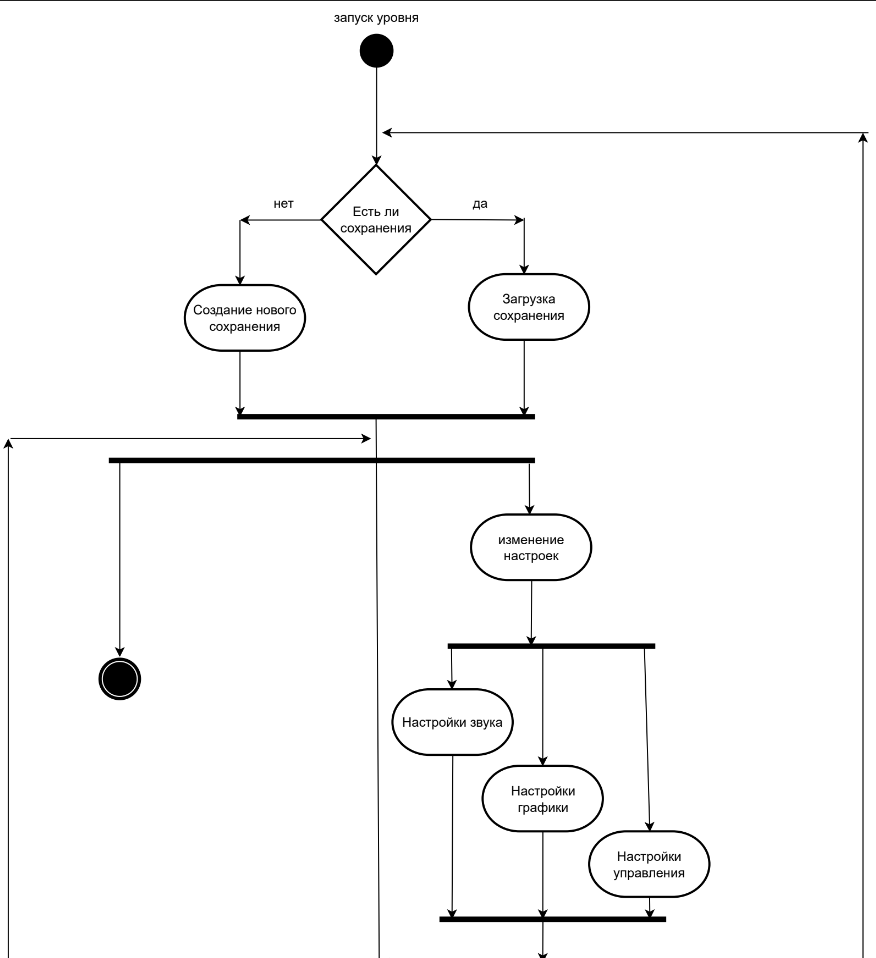 запуск уровня
нет
да
Есть ли
сохранения
Создание нового
сохранения
Загрузка
сохранения
изменение
настроек
Настройки звука
Настройки
графики
Настройки
управления